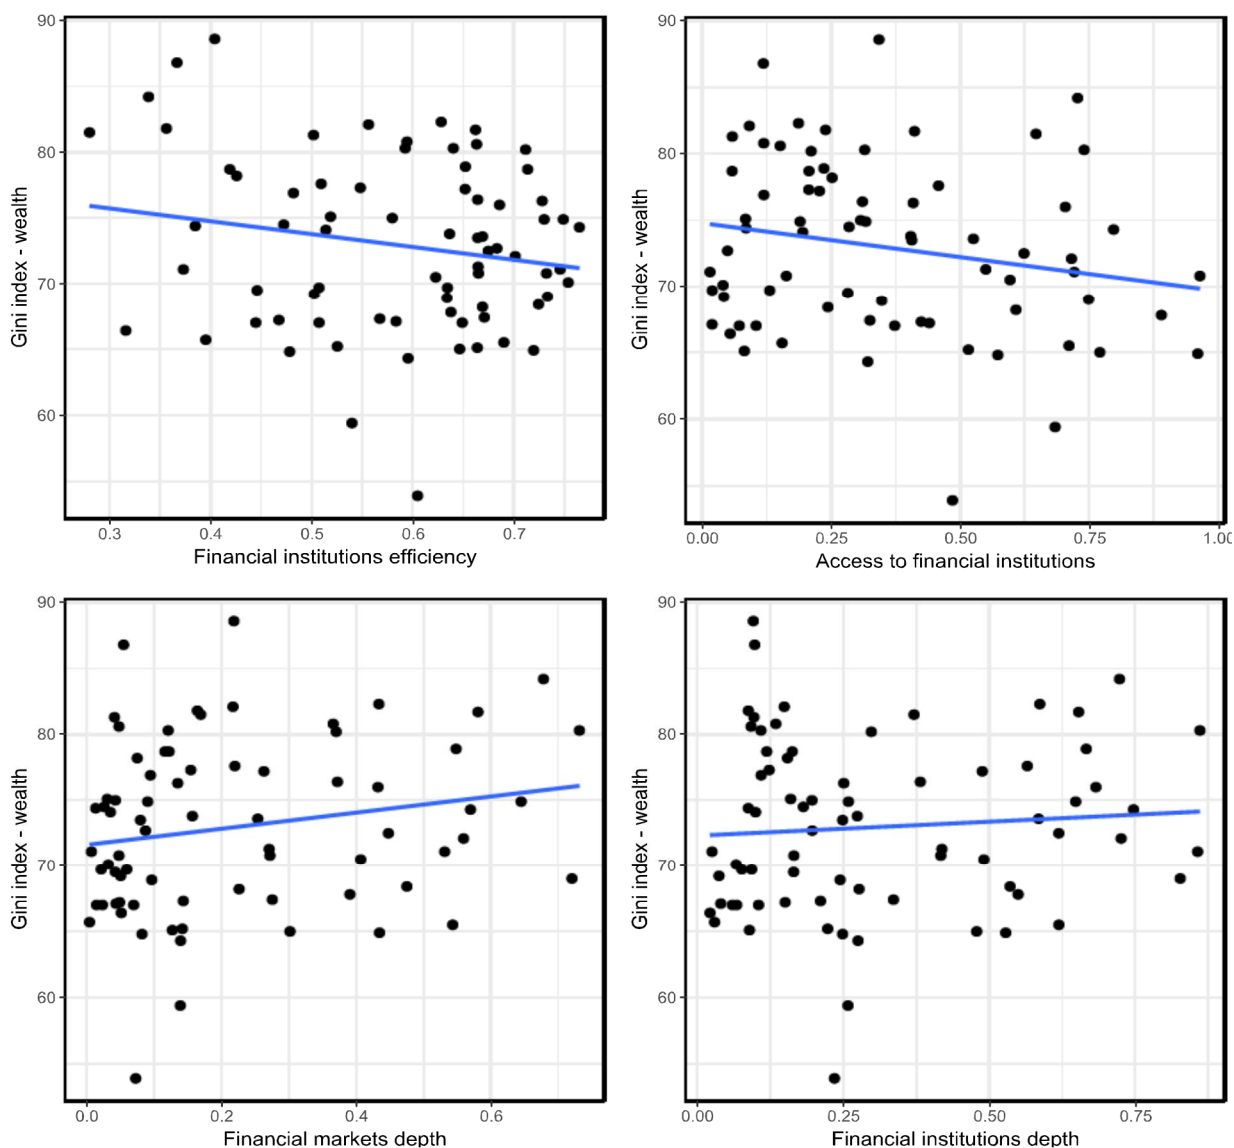 90
80
70
60
Gini index - wealth
0.3 0.4 0.5 0.6 0.7
Financial institutions efficiency
90
80
70
60
Gini index - wealth
0.00 0.25 0.50 0.75 1.00
Access to financial institutions
90
80
70
60
Gini index - wealth
0.0 0.2 0.4 0.6
Financial markets depth
90
80
70
60
Gini index - wealth
0.00 0.25 0.50 0.75
Financial institutions depth